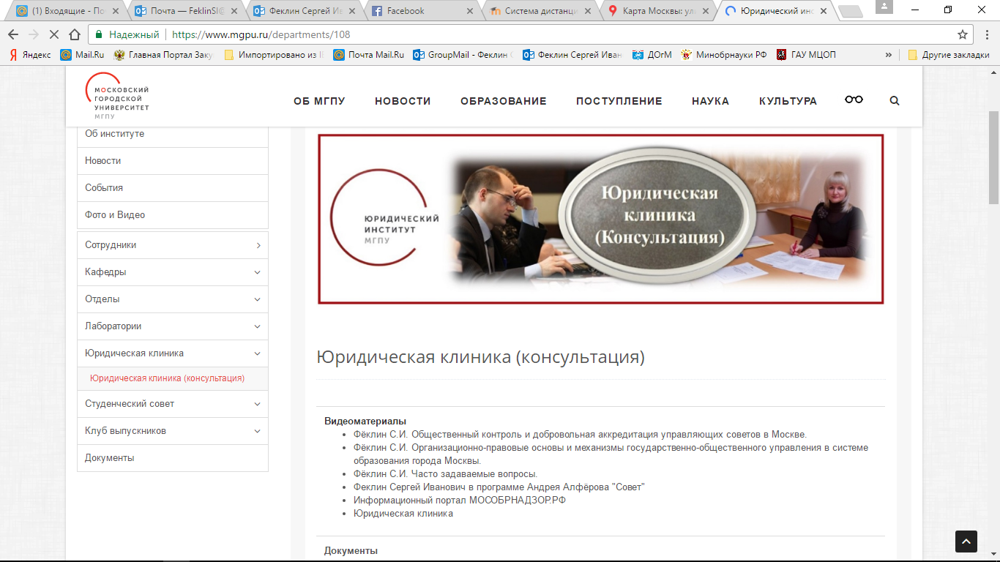 (1) Входящие - По
Почта — FeklinSI@
Феклин Сергей Ив
Facebook
Система дистанци
Карта Москвы: ул
Юридический инс
Надежный
https://www.mgpu.ru/departments/108
Яндекс
Mail.Ru
Главная Портал Заку
Импортировано из IE
Почта Mail.Ru
GroupMail - Феклин С
Феклин Сергей Иван
ДОгМ
Минобрнауки РФ
ГАУ МЦОП
»
Другие закладки
МОСКОВСКИЙ
ГОРОДСКОЙ
УНИВЕРСИТЕТ
МГПУ
ОБ МГПУ
НОВОСТИ
ОБРАЗОВАНИЕ
ПОСТУПЛЕНИЕ
НАУКА
КУЛЬТУРА
Об институте
Новости
События
Фото и Видео
Сотрудники
Кафедры
Отделы
Лаборатории
Юридическая клиника
Юридическая клиника (консультация)
Студенческий совет
Клуб выпускников
Документы
ЮРИДИЧЕСКИЙ
ИНСТИТУТ
МГПУ
Юридическая
клиника
(Консультация)
Юридическая клиника (консультация)
Видеоматериалы
• Фёклин С.И. Общественный контроль и добровольная аккредитация управляющих советов в Москве.
• Фёклин С.И. Организационно-правовые основы и механизмы государственно-общественного управления в системе
образования города Москвы.
• Фёклин С.И. Часто задаваемые вопросы.
• Феклин Сергей Иванович в программе Андрея Алфёрова "Совет"
• Информационный портал МОСОБРНАДЗОР.РФ
• Юридическая клиника
Документы